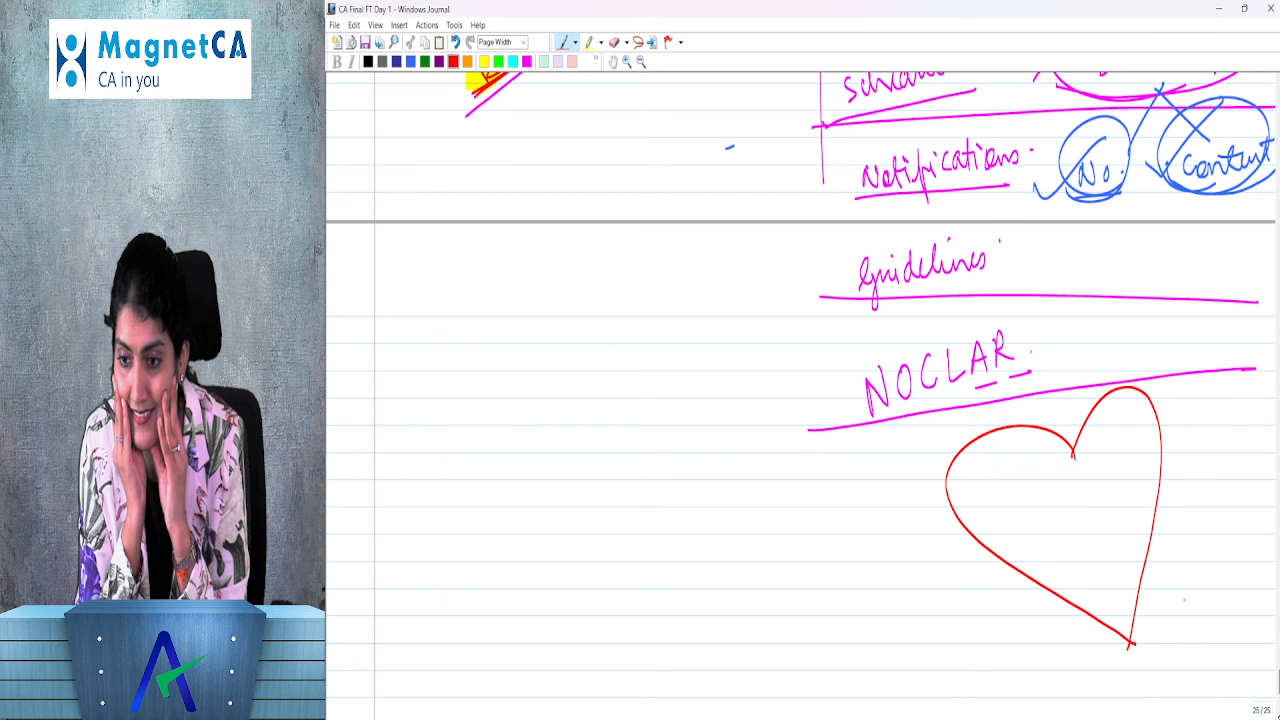 MagnetCA
CA in you
CA Final FT Day 1 - Windows Journal
File Edit View Insert Actions Tools Help
Page Width
B I
Notifications. No. Content
Guidelines
NOCLAR.
25 / 25